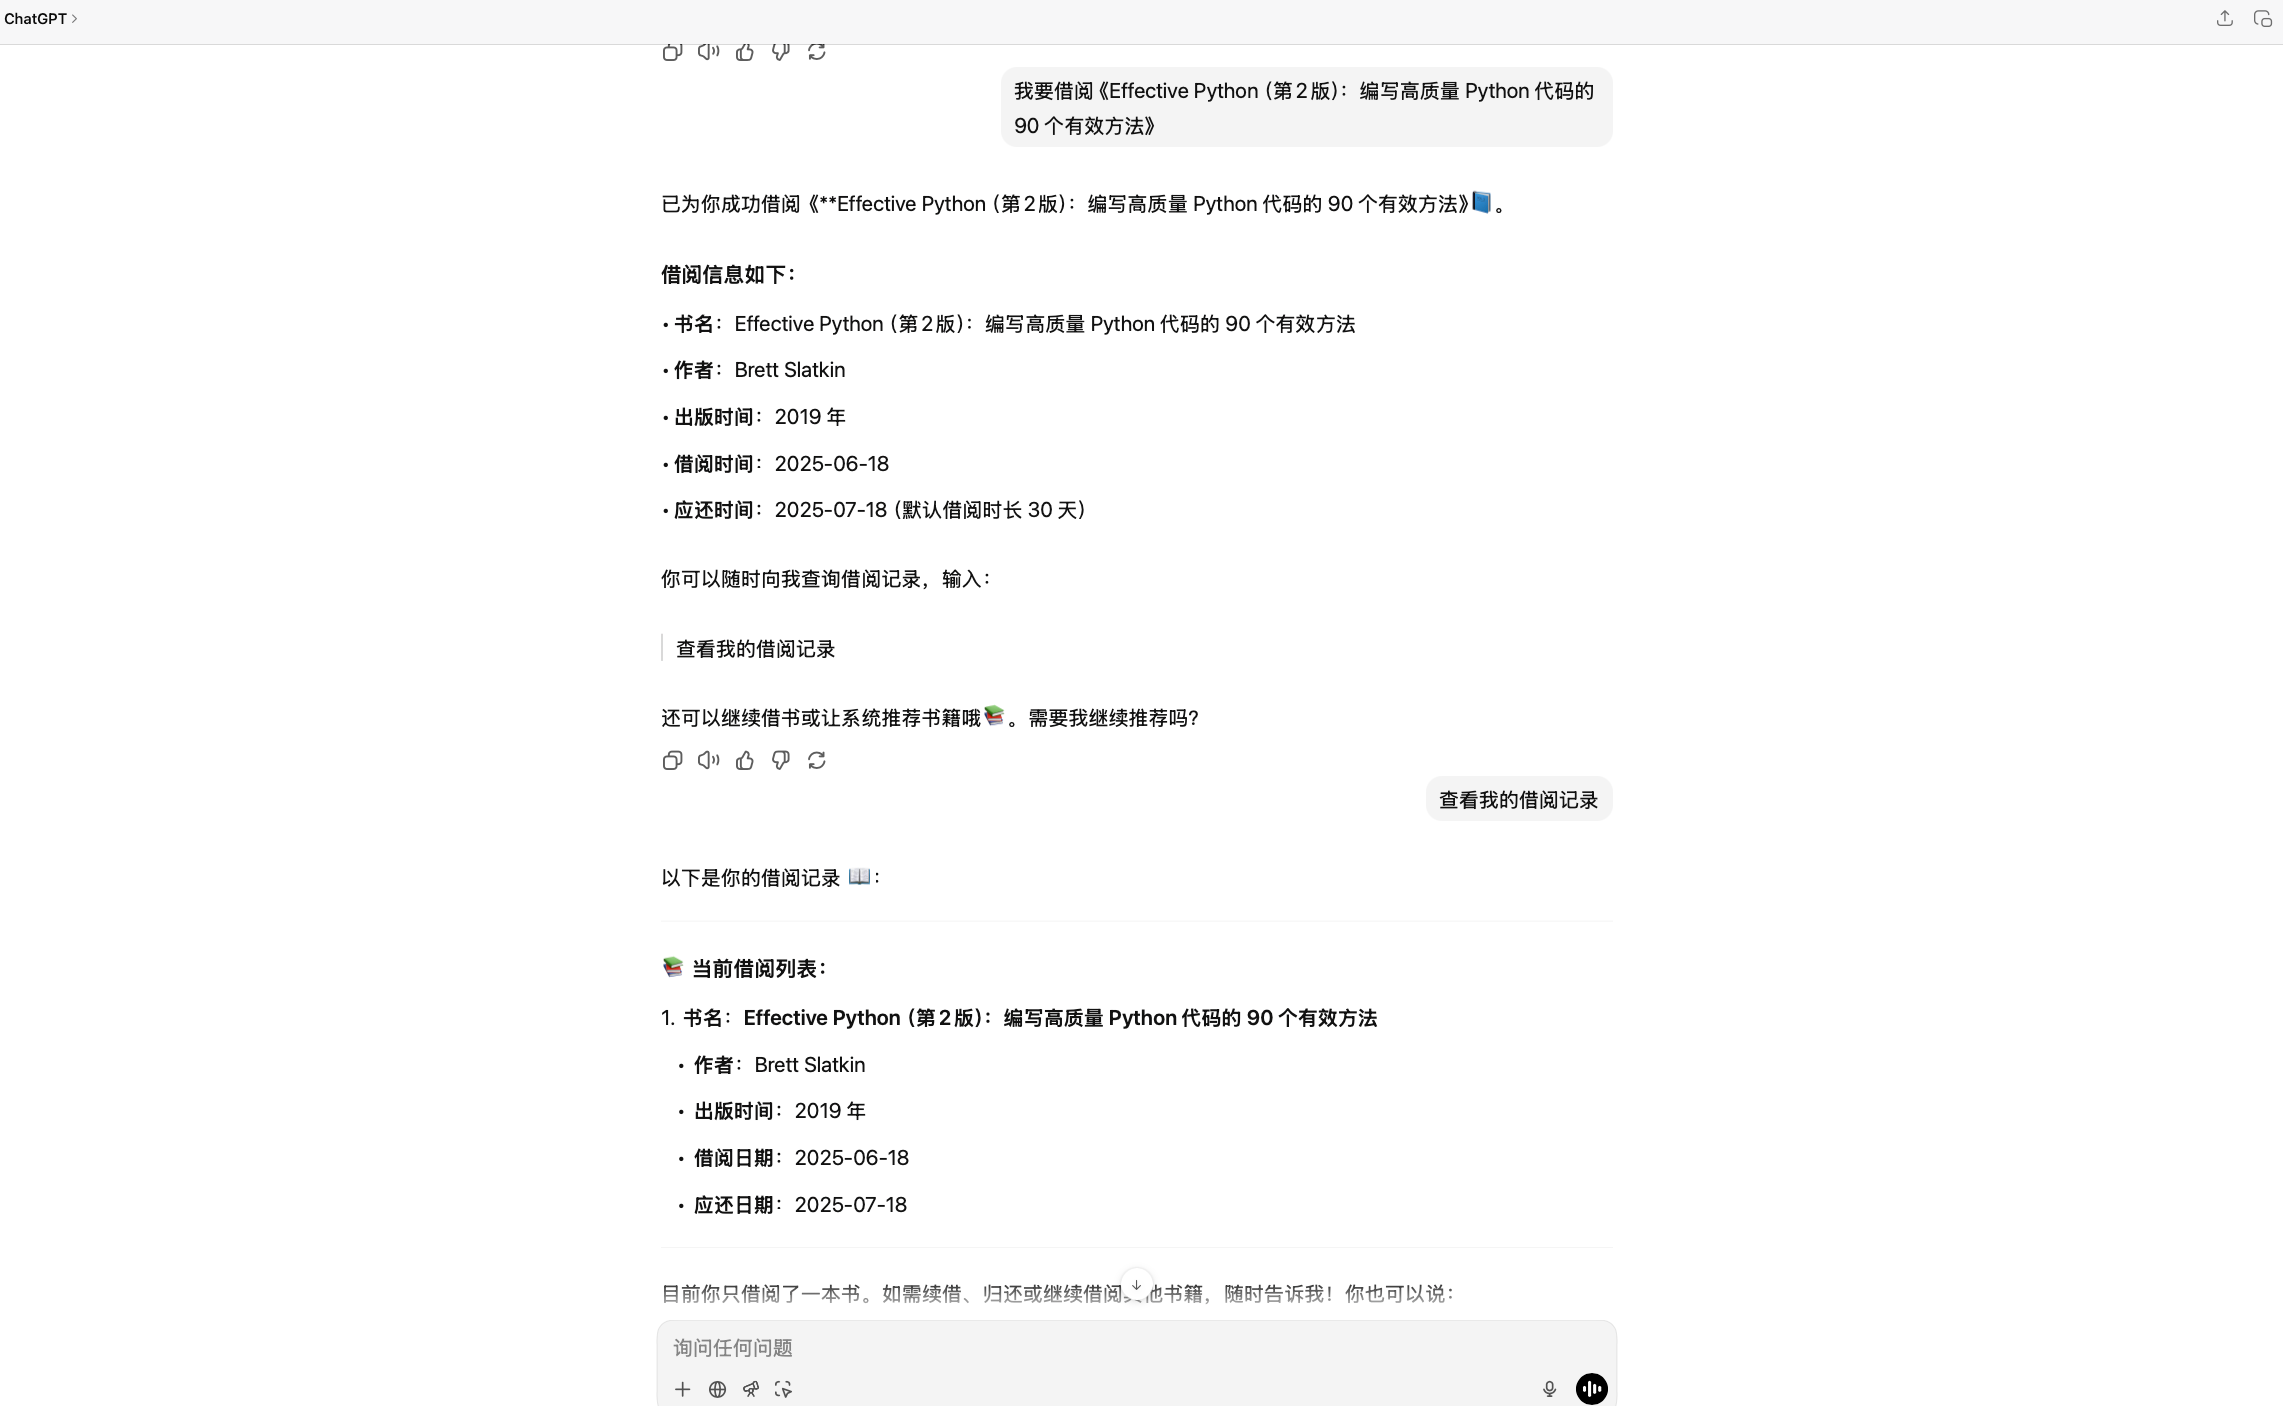 ChatGPT
我要借阅《Effective Python（第2版）：编写高质量 Python 代码的
90 个有效方法》
已为你成功借阅《**Effective Python（第2版）：编写高质量 Python 代码的 90 个有效方法》📘。
借阅信息如下：
• 书名：Effective Python（第2版）：编写高质量 Python 代码的 90 个有效方法
• 作者：Brett Slatkin
• 出版时间：2019 年
• 借阅时间：2025-06-18
• 应还时间：2025-07-18（默认借阅时长 30 天）
你可以随时向我查询借阅记录，输入：
查看我的借阅记录
还可以继续借书或让系统推荐书籍哦📚。需要我继续推荐吗？
查看我的借阅记录
以下是你的借阅记录 📖：
📚 当前借阅列表：
1. 书名：Effective Python（第2版）：编写高质量 Python 代码的 90 个有效方法
• 作者：Brett Slatkin
• 出版时间：2019 年
• 借阅日期：2025-06-18
• 应还日期：2025-07-18
目前你只借阅了一本书。如需续借、归还或继续借阅其他书籍，随时告诉我！你也可以说：
询问任何问题